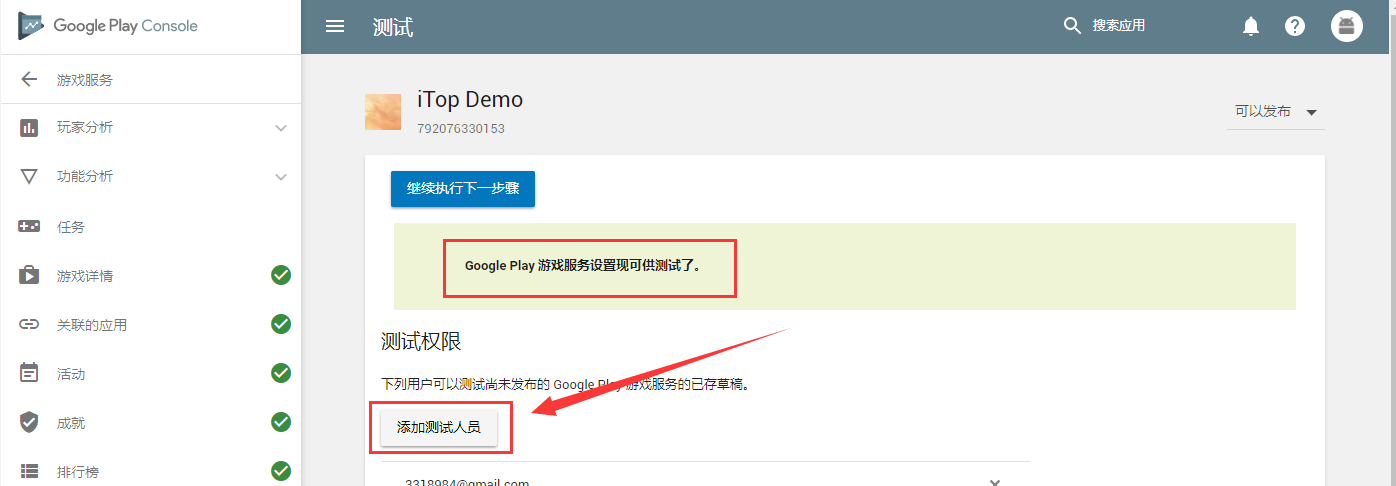 Google Play Console
测试
搜索应用
游戏服务
玩家分析
功能分析
任务
游戏详情
关联的应用
活动
成就
排行榜
iTop Demo
792076330153
可以发布
继续执行下一步骤
Google Play 游戏服务设置现可供测试了。
测试权限
下列用户可以测试尚未发布的 Google Play 游戏服务的已存草稿。
添加测试人员
3318984@gmail.com